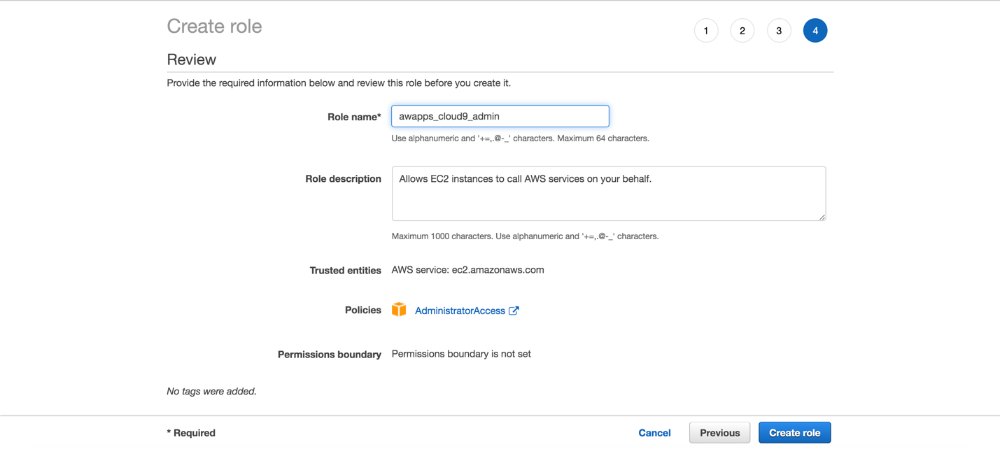 Create role
1 2 3 4
Review
Provide the required information below and review this role before you create it.
Role name* awapps_cloud9_admin
Use alphanumeric and '+=,.@-_' characters. Maximum 64 characters.
Role description Allows EC2 instances to call AWS services on your behalf.
Maximum 1000 characters. Use alphanumeric and '+=,.@-_' characters.
Trusted entities AWS service: ec2.amazonaws.com
Policies AdministratorAccess
Permissions boundary Permissions boundary is not set
No tags were added.
* Required Cancel Previous Create role